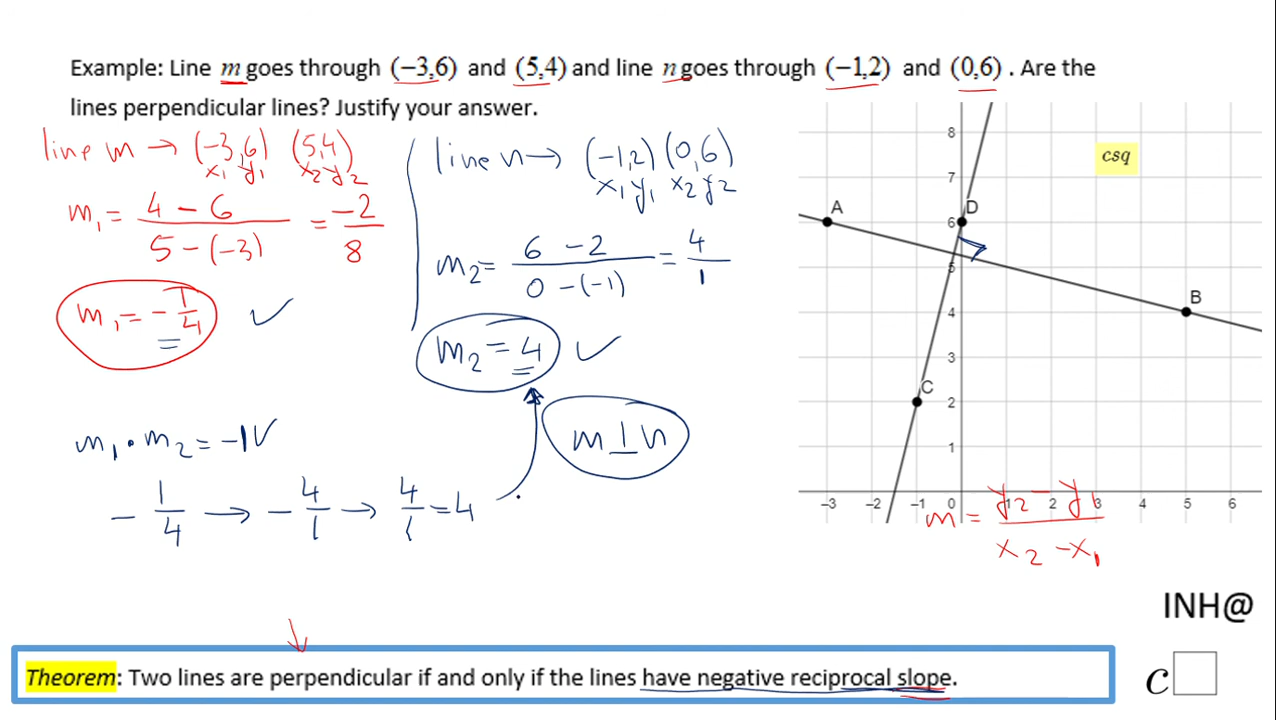 Example: Line m goes through (−3,6) and (5,4) and line n goes through (−1,2) and (0,6) . Are the
lines perpendicular lines? Justify your answer.
line m → (−3,6) (5,4)
x₁ y₁ x₂ y₂
m₁ = (4 − 6)/(5 − (−3)) = −2/8
m₁ = −1/4 ✓
line n → (−1,2) (0,6)
x₁ y₁ x₂ y₂
m₂ = (6 − 2)/(0 − (−1)) = 4/1
m₂ = 4 ✓
m₁ • m₂ = −1 ✓
m ⊥ n
− 1/4 → − 4/1 → 4/1 = 4
csq
8
7
6
5
4
3
2
1
A
D
B
C
−3 −2 −1 0 1 2 3 4 5 6
m = (y₂ − y₁)/(x₂ − x₁)
INH@
c
Theorem: Two lines are perpendicular if and only if the lines have negative reciprocal slope.